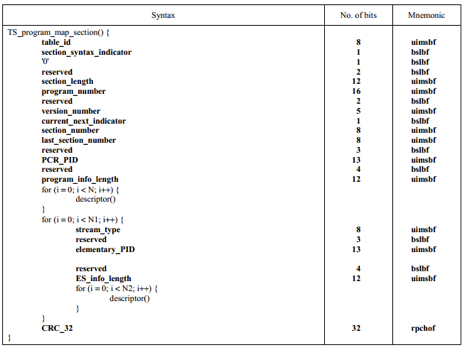 Syntax No. of bits Mnemonic
TS_program_map_section() {
table_id 8 uimsbf
section_syntax_indicator 1 bslbf
'0' 1 bslbf
reserved 2 bslbf
section_length 12 uimsbf
program_number 16 uimsbf
reserved 2 bslbf
version_number 5 uimsbf
current_next_indicator 1 bslbf
section_number 8 uimsbf
last_section_number 8 uimsbf
reserved 3 bslbf
PCR_PID 13 uimsbf
reserved 4 bslbf
program_info_length 12 uimsbf
for (i = 0; i < N; i++) {
descriptor()
}
for (i = 0; i < N1; i++) {
stream_type 8 uimsbf
reserved 3 bslbf
elementary_PID 13 uimsbf
reserved 4 bslbf
ES_info_length 12 uimsbf
for (i = 0; i < N2; i++) {
descriptor()
}
}
CRC_32 32 rpchof
}